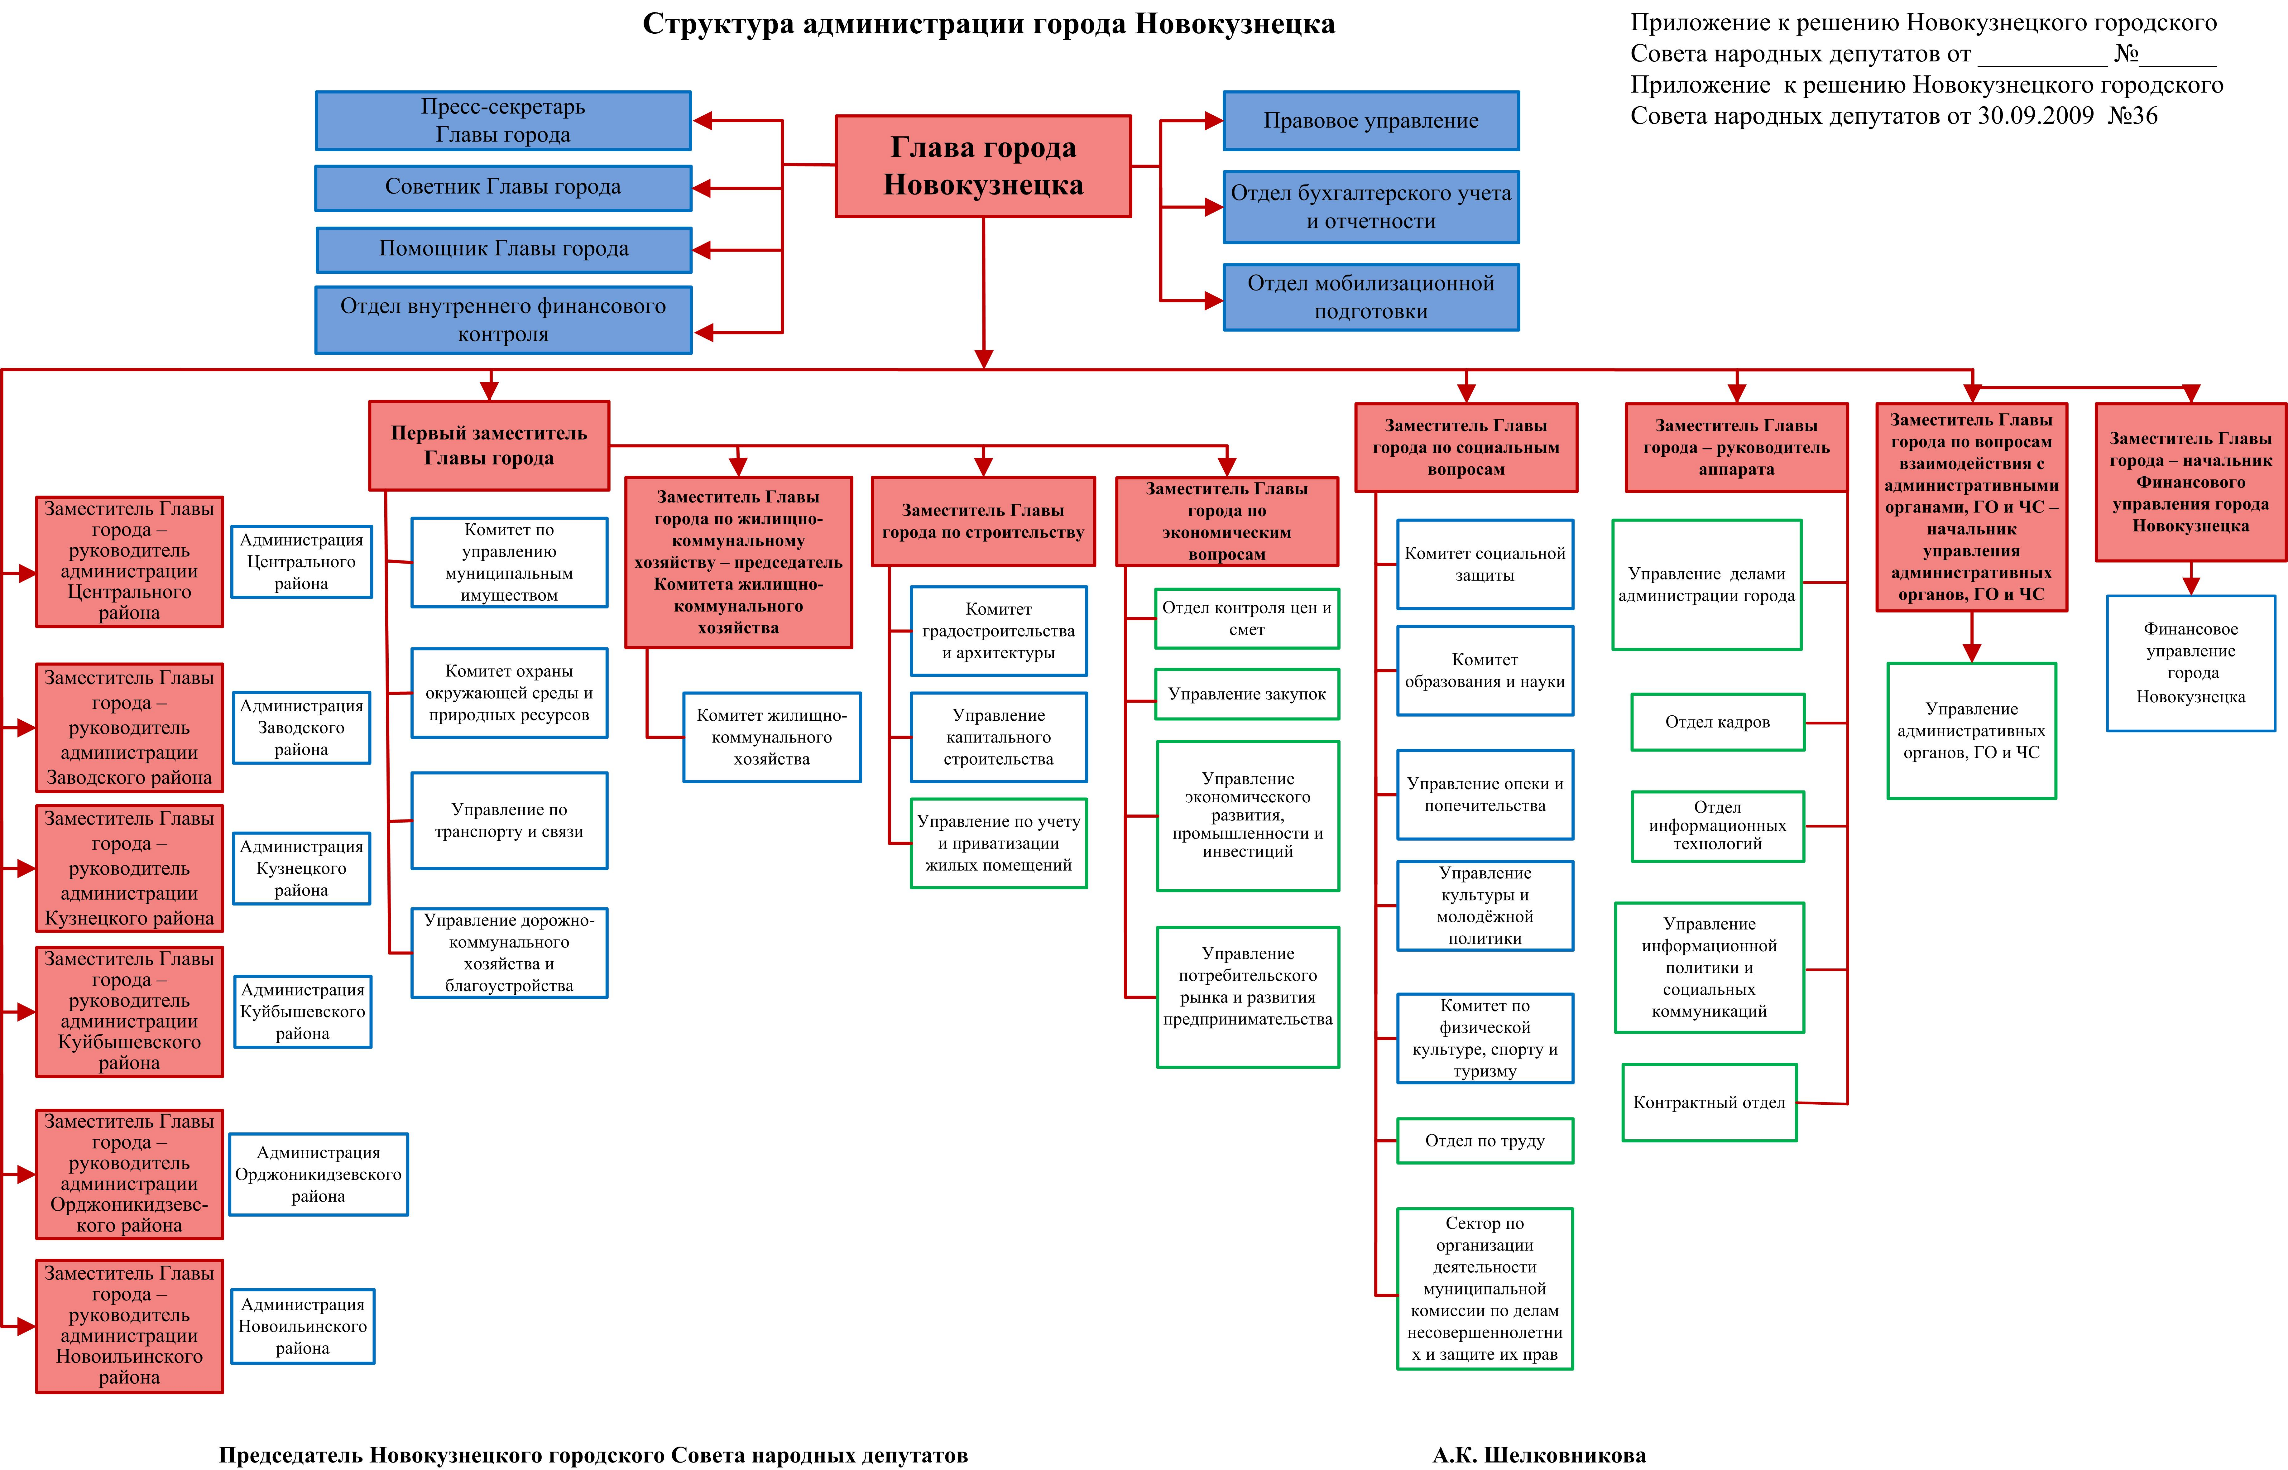 Структура администрации города Новокузнецка
Приложение к решению Новокузнецкого городского
Совета народных депутатов от __________ №______
Приложение к решению Новокузнецкого городского
Совета народных депутатов от 30.09.2009 №36
Пресс-секретарь
Главы города
Советник Главы города
Помощник Главы города
Отдел внутреннего финансового
контроля
Глава города
Новокузнецка
Правовое управление
Отдел бухгалтерского учета
и отчетности
Отдел мобилизационной
подготовки
Заместитель Главы
города –
руководитель
администрации
Центрального
района
Администрация
Центрального
района
Заместитель Главы
города –
руководитель
администрации
Заводского района
Администрация
Заводского
района
Заместитель Главы
города –
руководитель
администрации
Кузнецкого района
Администрация
Кузнецкого
района
Заместитель Главы
города –
руководитель
администрации
Куйбышевского
района
Администрация
Куйбышевского
района
Заместитель Главы
города –
руководитель
администрации
Орджоникидзевс-
кого района
Администрация
Орджоникидзевского
района
Заместитель Главы
города –
руководитель
администрации
Новоильинского
района
Администрация
Новоильинского
района
Первый заместитель
Главы города
Комитет по
управлению
муниципальным
имуществом
Комитет охраны
окружающей среды и
природных ресурсов
Управление по
транспорту и связи
Управление дорожно-
коммунального
хозяйства и
благоустройства
Заместитель Главы
города по жилищно-
коммунальному
хозяйству – председатель
Комитета жилищно-
коммунального
хозяйства
Комитет жилищно-
коммунального
хозяйства
Заместитель Главы
города по строительству
Комитет
градостроительства
и архитектуры
Управление
капитального
строительства
Управление по учету
и приватизации
жилых помещений
Заместитель Главы
города по
экономическим
вопросам
Отдел контроля цен и
смет
Управление закупок
Управление
экономического
развития,
промышленности и
инвестиций
Управление
потребительского
рынка и развития
предпринимательства
Заместитель Главы
города по социальным
вопросам
Комитет социальной
защиты
Комитет
образования и науки
Управление опеки и
попечительства
Управление
культуры и
молодёжной
политики
Комитет по
физической
культуре, спорту и
туризму
Отдел по труду
Сектор по
организации
деятельности
муниципальной
комиссии по делам
несовершеннолетни
х и защите их прав
Заместитель Главы
города – руководитель
аппарата
Управление делами
администрации города
Отдел кадров
Отдел
информационных
технологий
Управление
информационной
политики и
социальных
коммуникаций
Контрактный отдел
Заместитель Главы
города по вопросам
взаимодействия с
административными
органами, ГО и ЧС –
начальник
управления
административных
органов, ГО и ЧС
Управление
административных
органов, ГО и ЧС
Заместитель Главы
города – начальник
Финансового
управления города
Новокузнецка
Финансовое
управление
города
Новокузнецка
Председатель Новокузнецкого городского Совета народных депутатов
А.К. Шелковникова